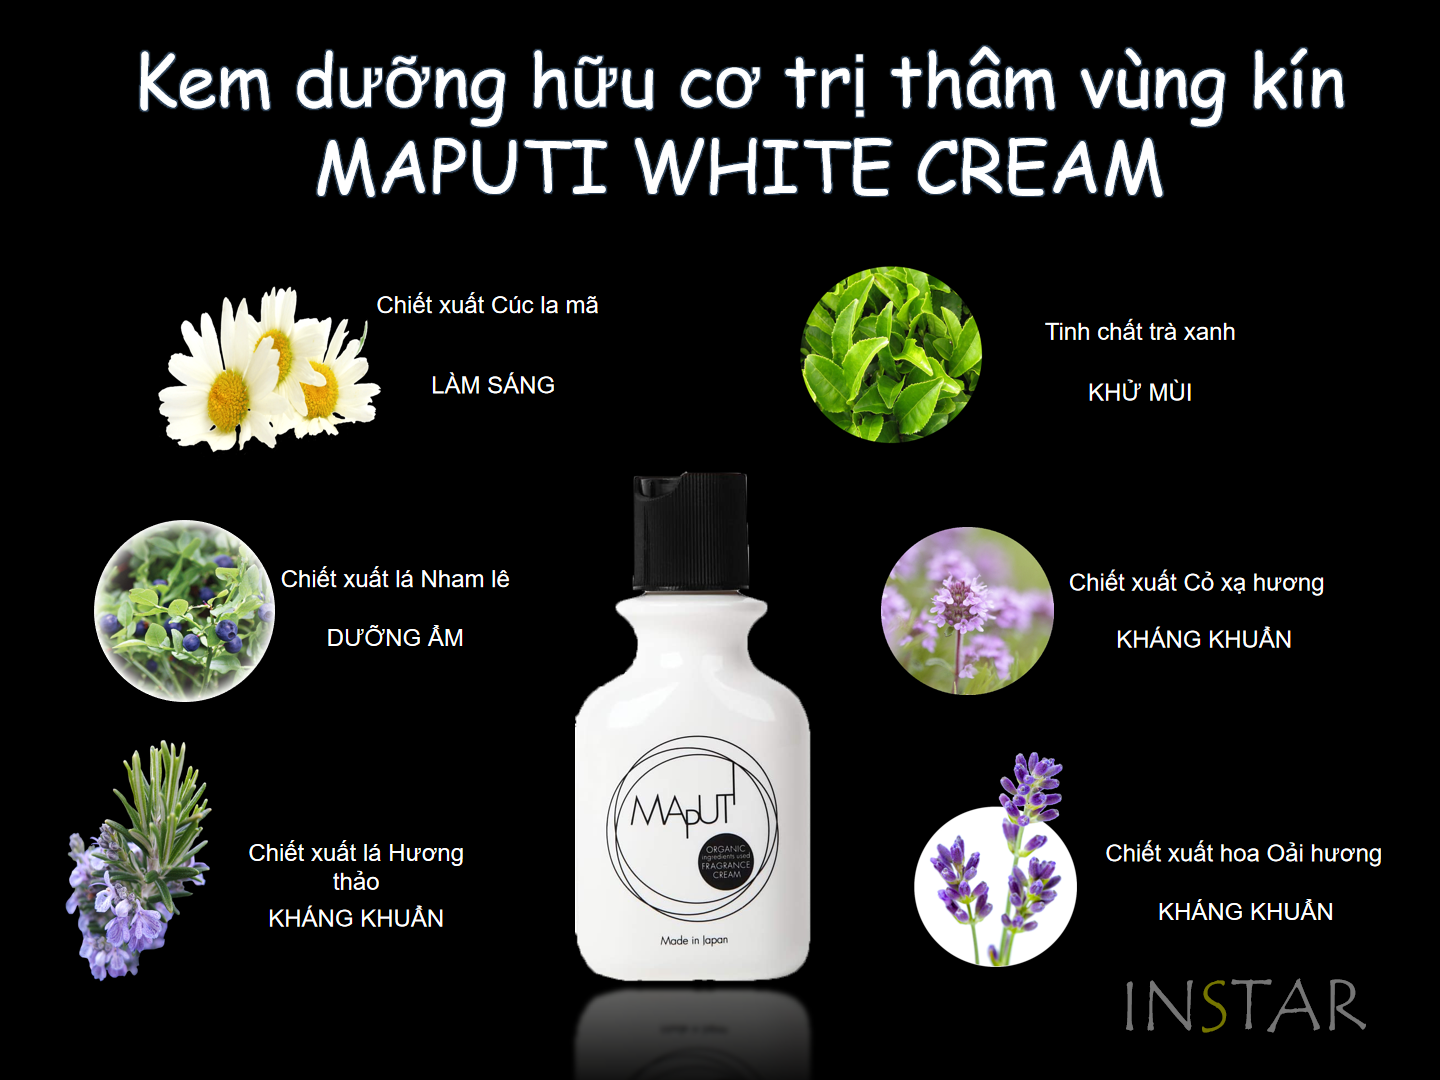 Kem dưỡng hữu cơ trị thâm vùng kín
MAPUTI WHITE CREAM
Chiết xuất Cúc la mã
LÀM SÁNG
Tinh chất trà xanh
KHỬ MÙI
Chiết xuất lá Nham lê
DƯỠNG ẨM
Chiết xuất Cỏ xạ hương
KHÁNG KHUẨN
Chiết xuất lá Hương
thảo
KHÁNG KHUẨN
Chiết xuất hoa Oải hương
KHÁNG KHUẨN
MAPUTI
ORGANIC
ingredients used
FRAGRANCE
CREAM
Made in Japan
INSTAR